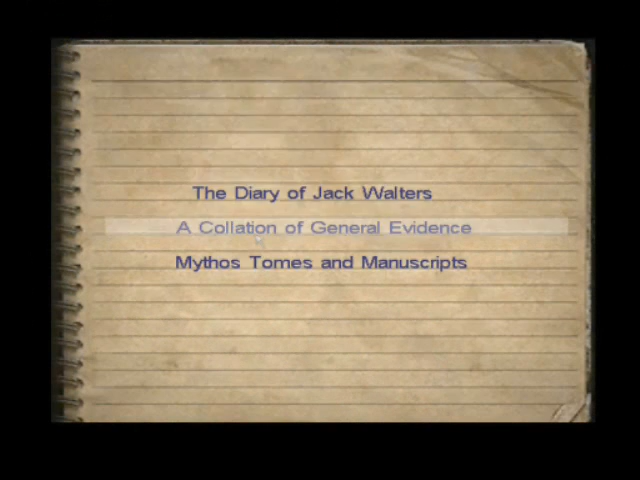 The Diary of Jack Walters
A Collation of General Evidence
Mythos Tomes and Manuscripts